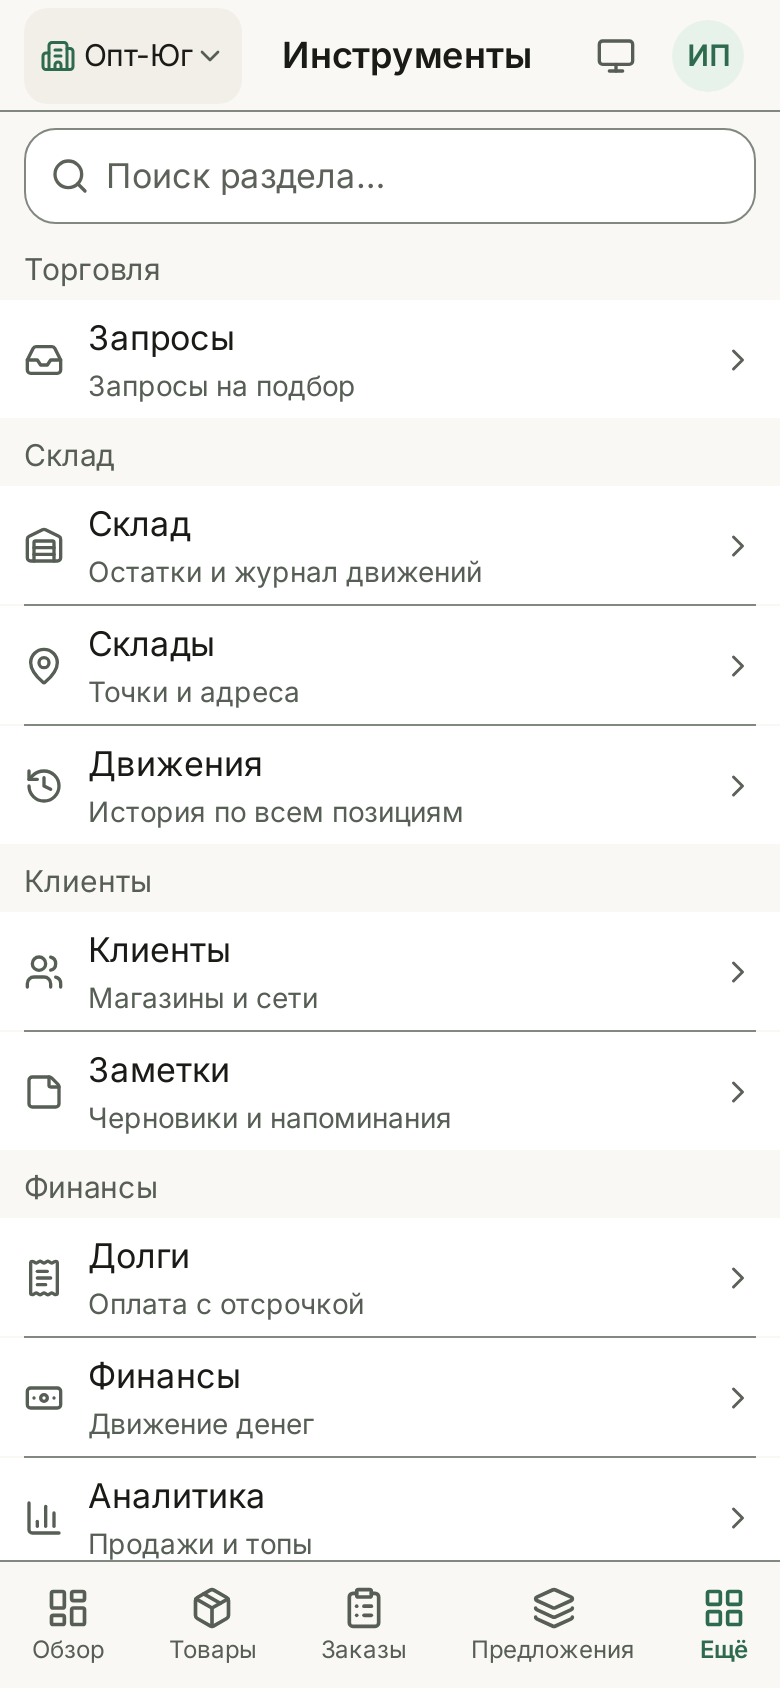 Опт-Юг
Инструменты
ИП
Поиск раздела...
Торговля
Запросы
Запросы на подбор
Склад
Склад
Остатки и журнал движений
Склады
Точки и адреса
Движения
История по всем позициям
Клиенты
Клиенты
Магазины и сети
Заметки
Черновики и напоминания
Финансы
Долги
Оплата с отсрочкой
Финансы
Движение денег
Аналитика
Продажи и топы
Обзор
Товары
Заказы
Предложения
Ещё